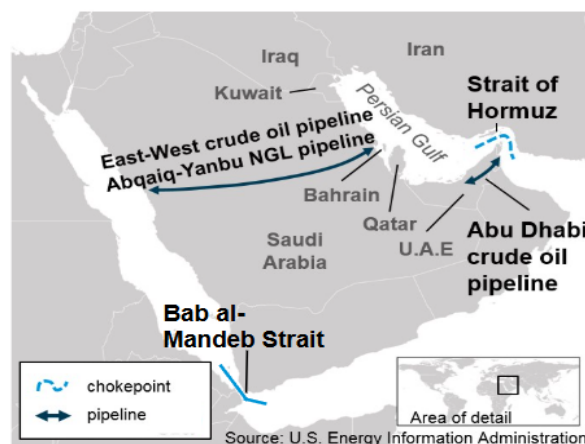 Iraq
Iran
Kuwait
Strait of
Hormuz
Persian Gulf
East-West crude oil pipeline
Abqaiq-Yanbu NGL pipeline
Bahrain
Qatar
U.A.E
Saudi
Arabia
Abu Dhabi
crude oil
pipeline
Bab al-
Mandeb Strait
chokepoint
pipeline
Area of detail
Source: U.S. Energy Information Administration